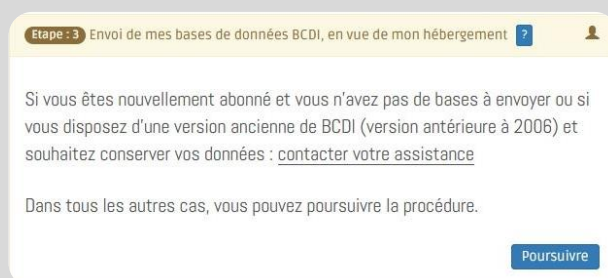 Etape : 3 Envoi de mes bases de données BCDI, en vue de mon hébergement ?
Si vous êtes nouvellement abonné et vous n'avez pas de bases à envoyer ou si
vous disposez d'une version ancienne de BCDI (version antérieure à 2006) et
souhaitez conserver vos données : contacter votre assistance
Dans tous les autres cas, vous pouvez poursuivre la procédure.
Poursuivre